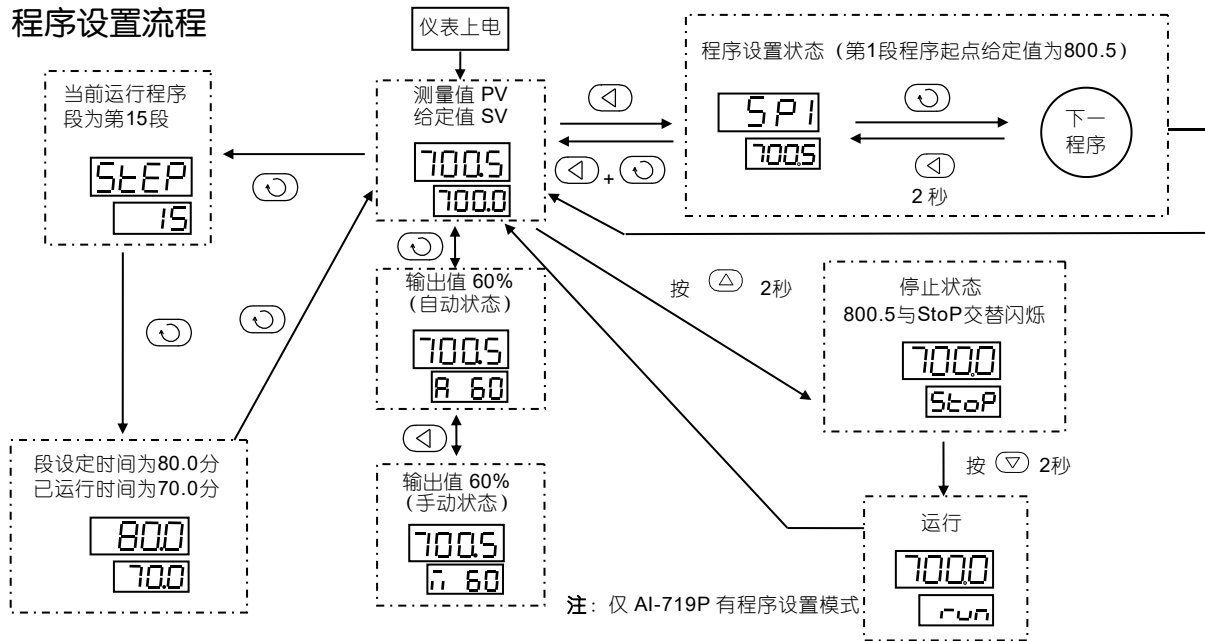 程序设置流程
仪表上电
当前运行程序
段为第15段
StEP
15
测量值 PV
给定值 SV
700.5
700.0
+
程序设置状态（第1段程序起点给定值为800.5）
SP1
700.5
2 秒
下一
程序
输出值 60%
（自动状态）
700.5
A 60
按 2秒
停止状态
800.5与StoP交替闪烁
700.0
StoP
段设定时间为80.0分
已运行时间为70.0分
80.0
70.0
输出值 60%
（手动状态）
700.5
n 60
按 2秒
运行
700.0
run
注：仅 AI-719P 有程序设置模式